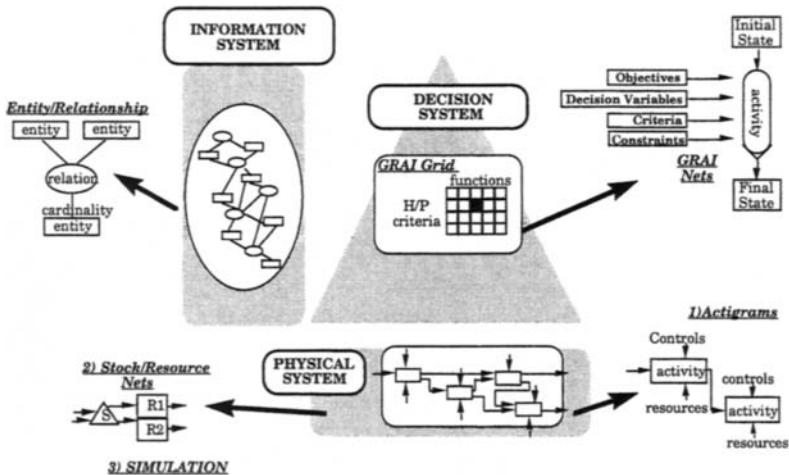 INFORMATION
SYSTEM
Entity/Relationship
entity
entity
relation
cardinality
entity
DECISION
SYSTEM
GRAI Grid
functions
H/P
criteria
Initial
State
Objectives
Decision Variables
Criteria
Constraints
activity
GRAI
Nets
Final
State
PHYSICAL
SYSTEM
1)Actigrams
Controls
activity
resources
controls
activity
resources
2) Stock/Resource
Nets
S
R1
R2
3) SIMULATION